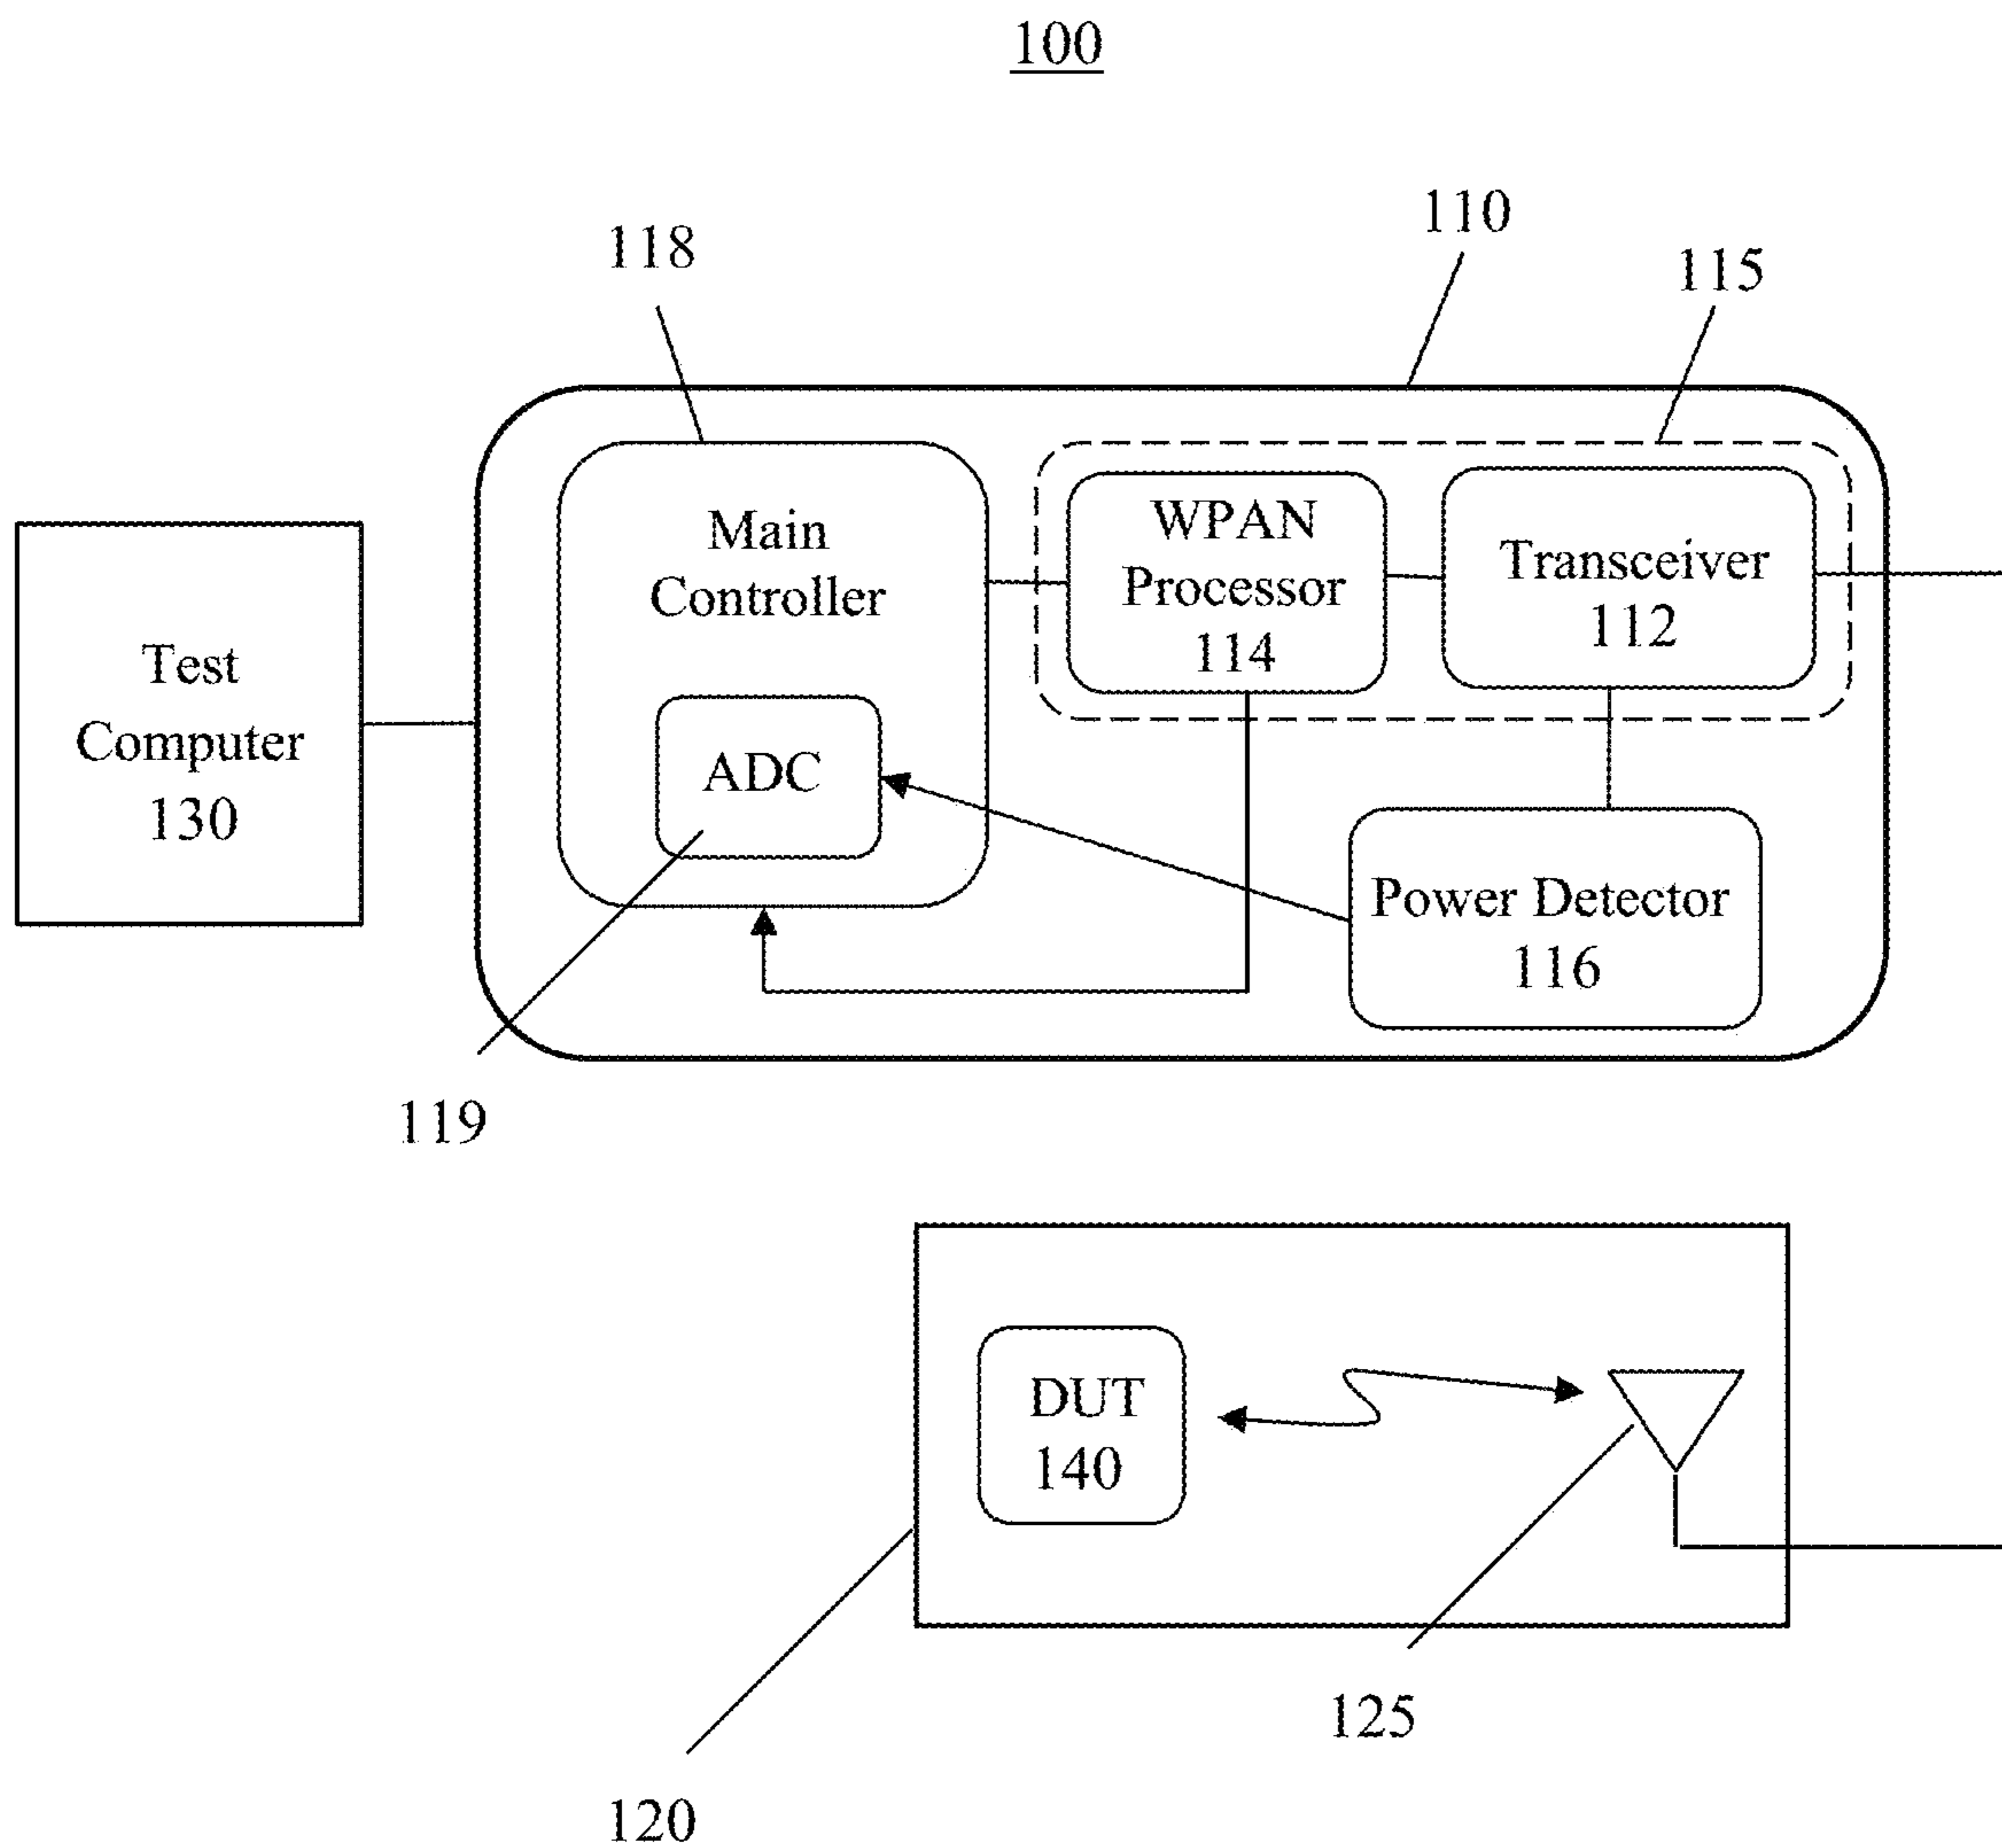 100
110
118
115
Main
Controller
WPAN
Processor
114
Transceiver
112
Test
Computer
130
ADC
Power Detector
116
119
DUT
140
125
120